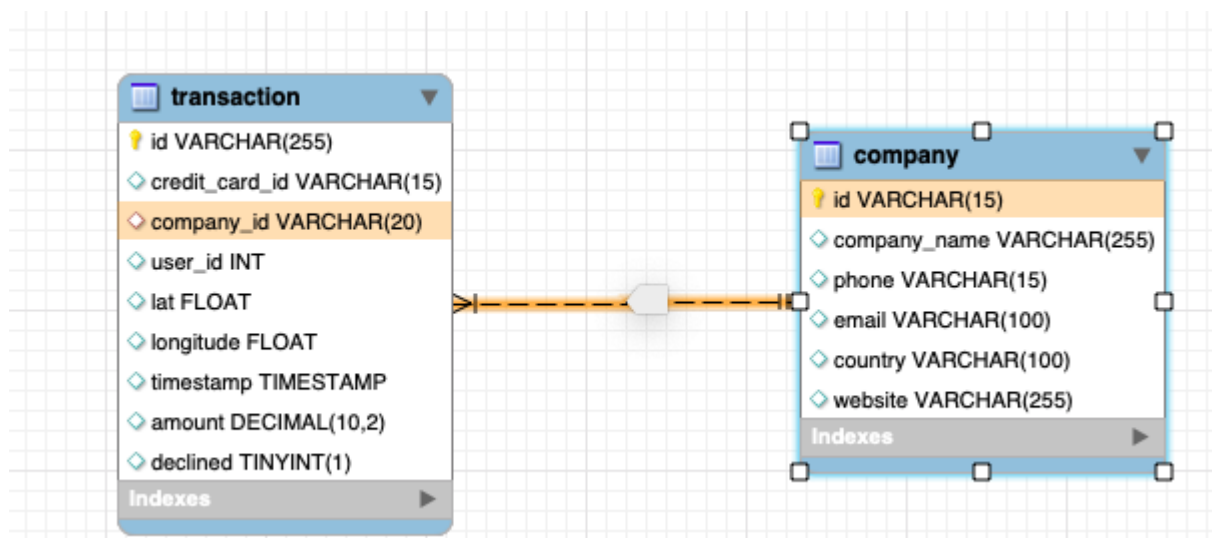 transaction
id VARCHAR(255)
credit_card_id VARCHAR(15)
company_id VARCHAR(20)
user_id INT
lat FLOAT
longitude FLOAT
timestamp TIMESTAMP
amount DECIMAL(10,2)
declined TINYINT(1)
Indexes
company
id VARCHAR(15)
company_name VARCHAR(255)
phone VARCHAR(15)
email VARCHAR(100)
country VARCHAR(100)
website VARCHAR(255)
Indexes